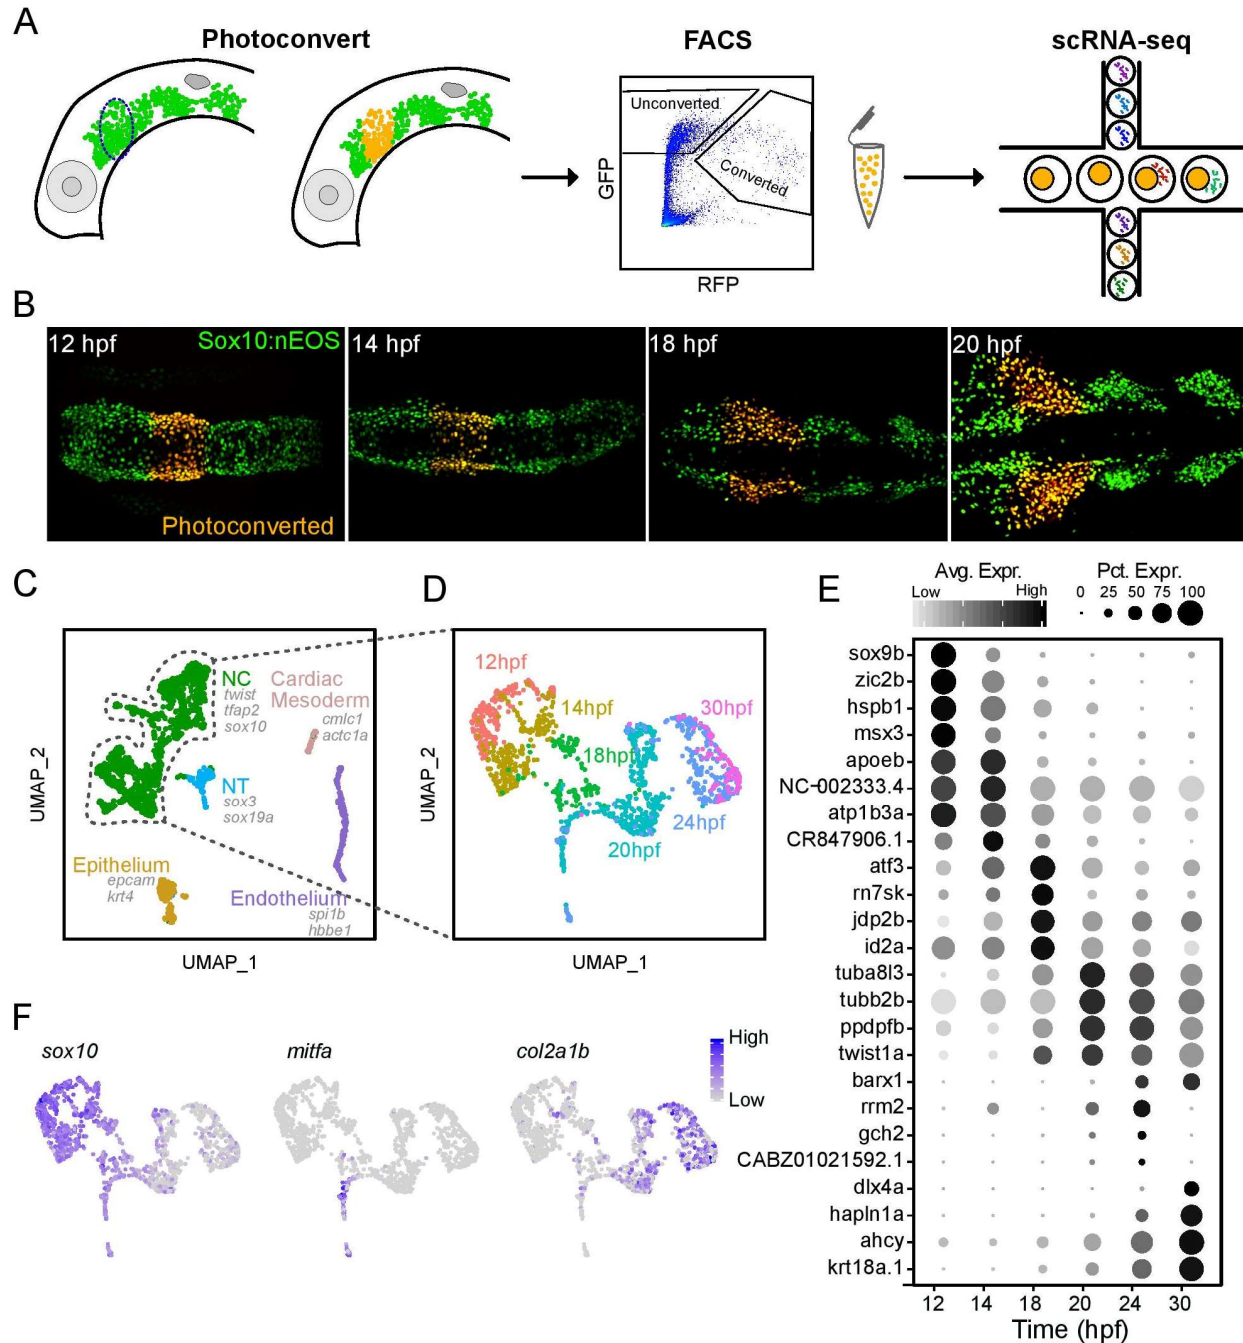 A
Photoconvert
FACS
scRNA-seq
Unconverted
Converted
GFP
RFP
B
12 hpf
Sox10:nEOS
Photoconverted
14 hpf
18 hpf
20 hpf
C
NC
twist
tfap2
sox10
Cardiac
Mesoderm
cmlc1
actc1a
NT
sox3
sox19a
Epithelium
epcam
krt4
Endothelium
spi1b
hbbe1
UMAP_2
UMAP_1
D
12hpf
14hpf
18hpf
20hpf
24hpf
30hpf
UMAP_2
UMAP_1
E
Avg. Expr.
Low High
Pct. Expr.
0 25 50 75 100
sox9b
zic2b
hspb1
msx3
apoeb
NC-002333.4
atp1b3a
CR847906.1
atf3
rn7sk
jdp2b
id2a
tuba8l3
tubb2b
ppdpfb
twist1a
barx1
rrm2
gch2
CABZ01021592.1
dlx4a
hapln1a
ahcy
krt18a.1
12 14 18 20 24 30
Time (hpf)
F
sox10
mitfa
col2a1b
High
Low